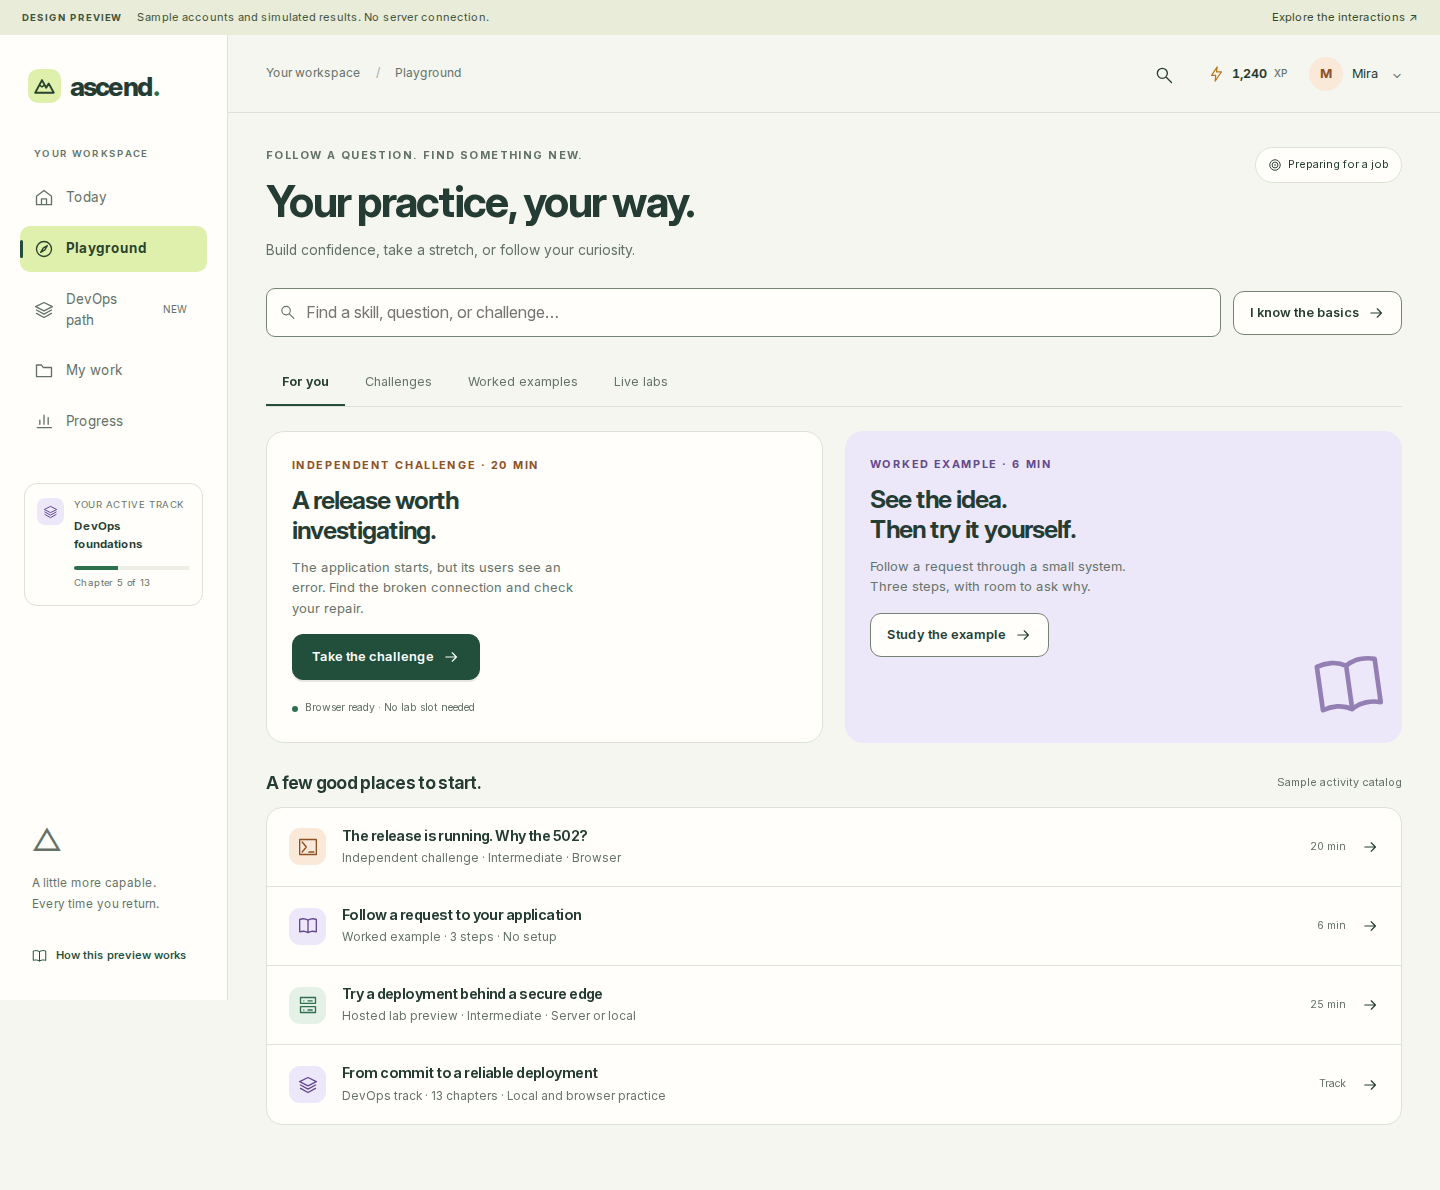 DESIGN PREVIEW Sample accounts and simulated results. No server connection. Explore the interactions ↗
ascend.
YOUR WORKSPACE
Today
Playground
DevOps
path
NEW
My work
Progress
YOUR ACTIVE TRACK
DevOps
foundations
Chapter 5 of 13
A little more capable.
Every time you return.
How this preview works
Your workspace / Playground
1,240 XP
M Mira
FOLLOW A QUESTION. FIND SOMETHING NEW.
Your practice, your way.
Build confidence, take a stretch, or follow your curiosity.
Preparing for a job
Find a skill, question, or challenge…
I know the basics →
For you Challenges Worked examples Live labs
INDEPENDENT CHALLENGE · 20 MIN
A release worth
investigating.
The application starts, but its users see an
error. Find the broken connection and check
your repair.
Take the challenge →
Browser ready · No lab slot needed
WORKED EXAMPLE · 6 MIN
See the idea.
Then try it yourself.
Follow a request through a small system.
Three steps, with room to ask why.
Study the example →
A few good places to start.
Sample activity catalog
The release is running. Why the 502?
Independent challenge · Intermediate · Browser
20 min →
Follow a request to your application
Worked example · 3 steps · No setup
6 min →
Try a deployment behind a secure edge
Hosted lab preview · Intermediate · Server or local
25 min →
From commit to a reliable deployment
DevOps track · 13 chapters · Local and browser practice
Track →